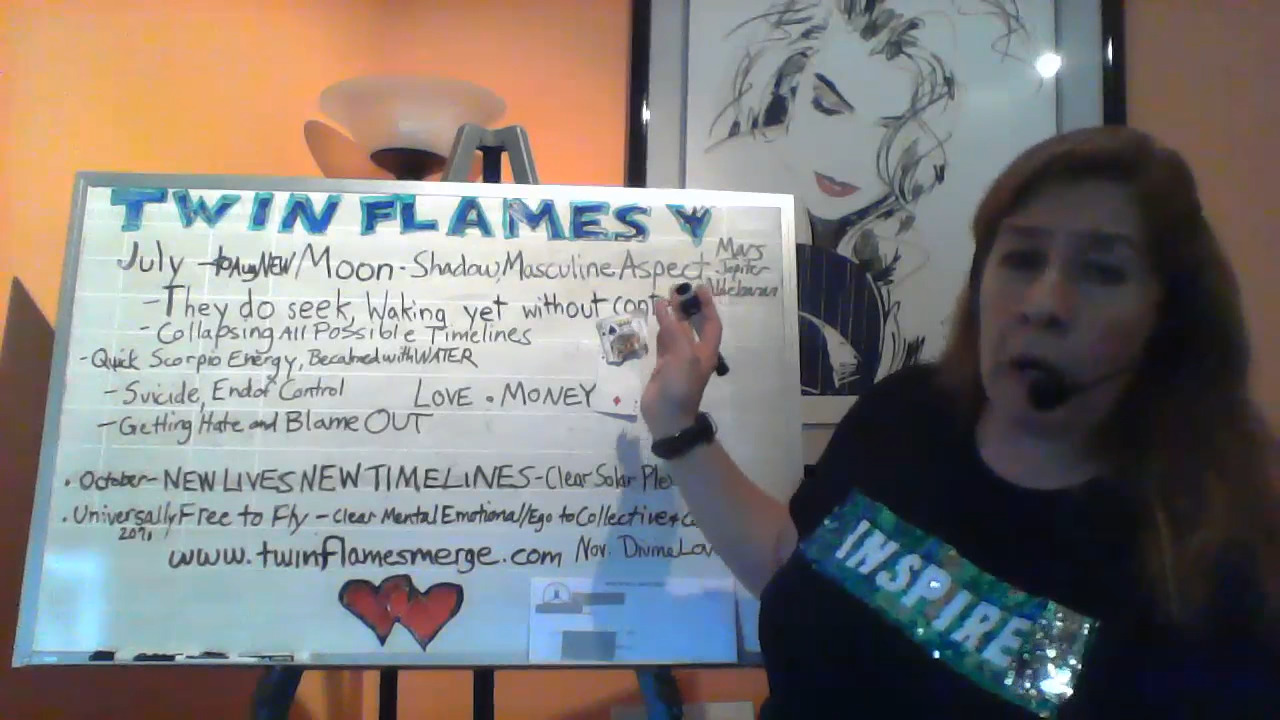 TWIN FLAMES
July to Aug NEW Moon - Shadow, Masculine Aspect
Mars
Jupiter
Aldebaran
- They do seek, Waking yet without
- Collapsing All Possible Timelines
- Quick Scorpio Energy, Becalmed with WATER
- Suicide, End of Control
LOVE . MONEY
- Getting Hate and Blame OUT
. October - NEW LIVES NEW TIMELINES - Clear Solar
. Universally Free to Fly - Clear Mental Emotional/Ego to Collective +
www.twinflamesmerge.com
Nov. Divine
INSPIRE